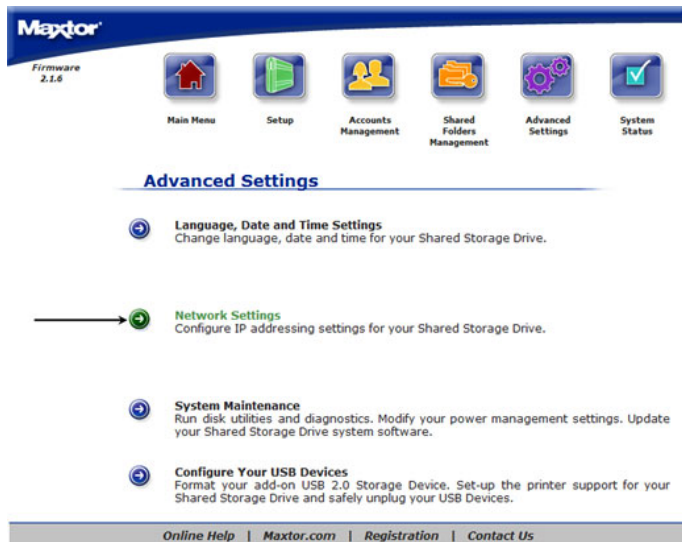 Maxtor
Firmware
2.1.6
Main Menu
Setup
Accounts
Management
Shared
Folders
Management
Advanced
Settings
System
Status
Advanced Settings
Language, Date and Time Settings
Change language, date and time for your Shared Storage Drive.
Network Settings
Configure IP addressing settings for your Shared Storage Drive.
System Maintenance
Run disk utilities and diagnostics. Modify your power management settings. Update
your Shared Storage Drive system software.
Configure Your USB Devices
Format your add-on USB 2.0 Storage Device. Set-up the printer support for your
Shared Storage Drive and safely unplug your USB Devices.
Online Help | Maxtor.com | Registration | Contact Us